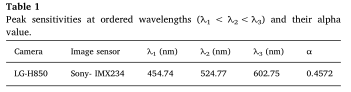 Table 1
Peak sensitivities at ordered wavelengths (λ₁ < λ₂ < λ₃) and their alpha
value.
Camera Image sensor λ₁ (nm) λ₂ (nm) λ₃ (nm) α
LG-H850 Sony- IMX234 454.74 524.77 602.75 0.4572